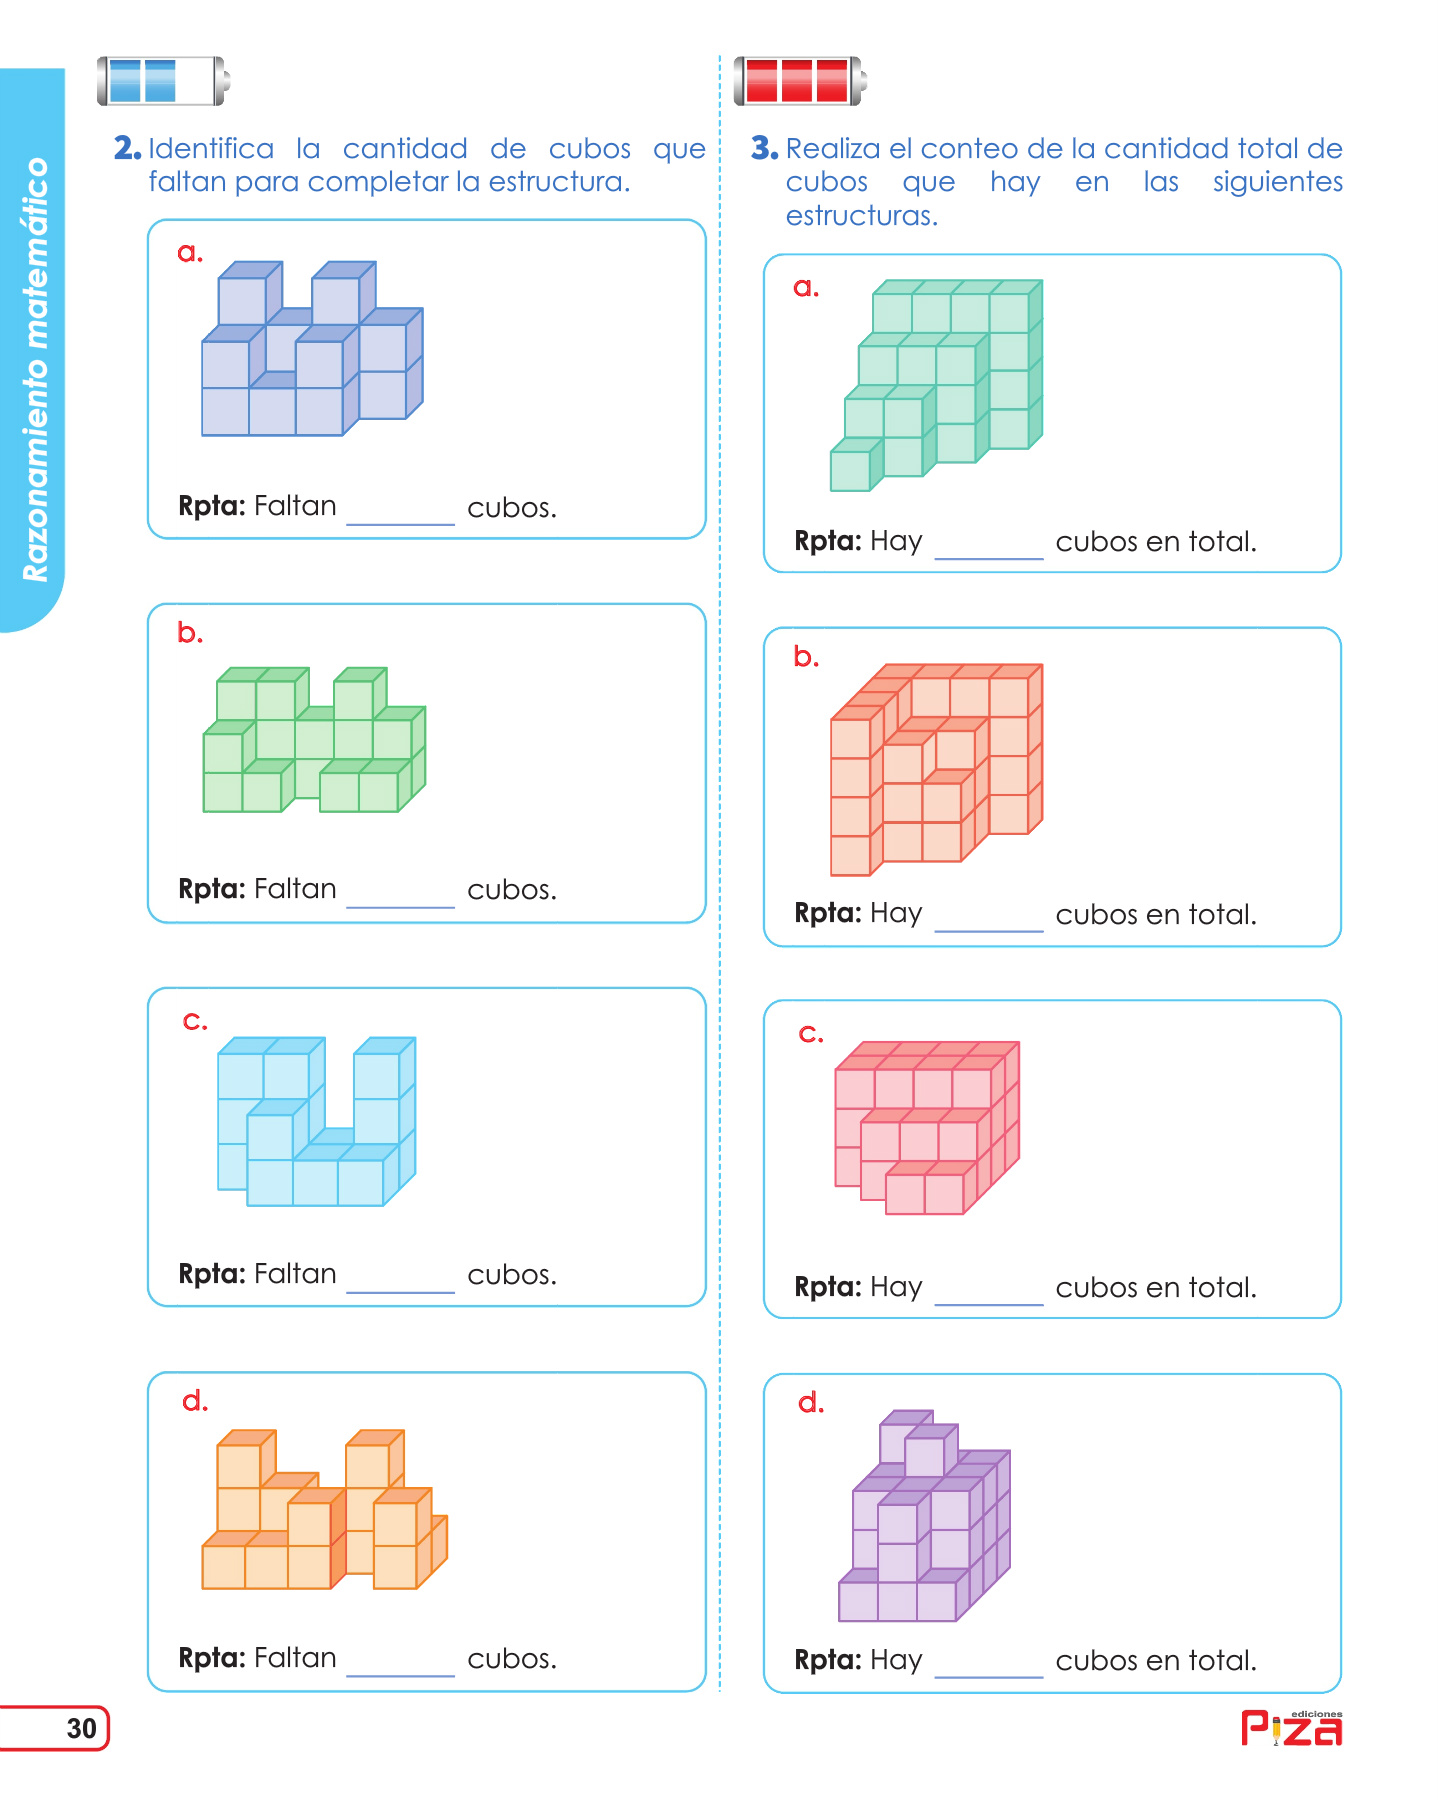 Razonamiento matemático
2. Identifica la cantidad de cubos que
faltan para completar la estructura.
a.
Rpta: Faltan ________ cubos.
b.
Rpta: Faltan ________ cubos.
c.
Rpta: Faltan ________ cubos.
d.
Rpta: Faltan ________ cubos.
3. Realiza el conteo de la cantidad total de
cubos que hay en las siguientes
estructuras.
a.
Rpta: Hay ________ cubos en total.
b.
Rpta: Hay ________ cubos en total.
c.
Rpta: Hay ________ cubos en total.
d.
Rpta: Hay ________ cubos en total.
30
ediciones
Piza